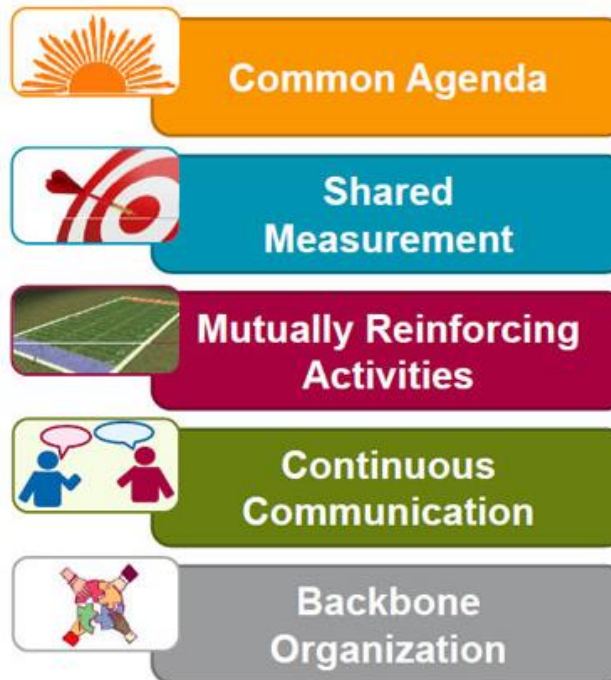 Common Agenda
Shared
Measurement
Mutually Reinforcing
Activities
Continuous
Communication
Backbone
Organization